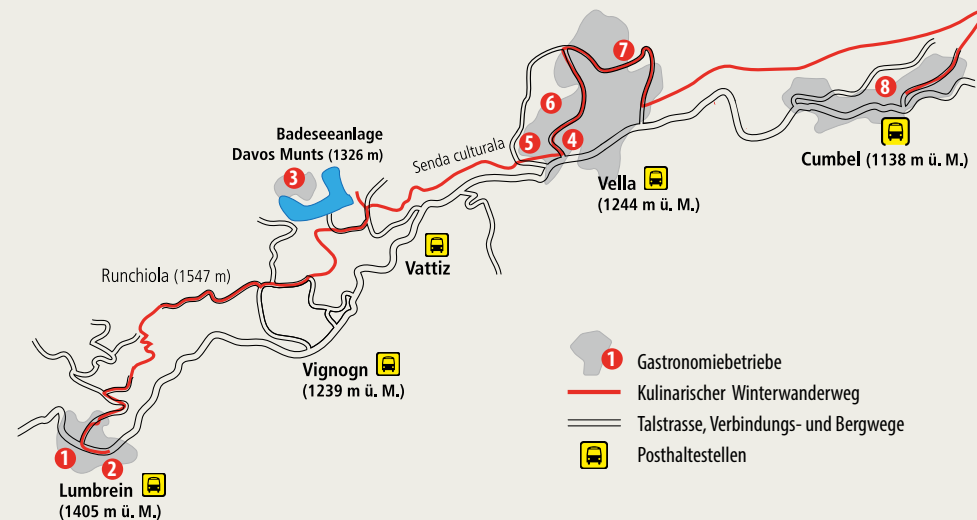 7
8
6
Badeseeanlage
Davos Munts (1326 m)
Senda culturala
5
4
3
Cumbel (1138 m ü. M.)
Vella
(1244 m ü. M.)
Vattiz
Runchiola (1547 m)
Vignogn
(1239 m ü. M.)
1
2
Lumbrein
(1405 m ü. M.)
1 Gastronomiebetriebe
Kulinarischer Winterwanderweg
Talstrasse, Verbindungs- und Bergwege
Posthaltestellen